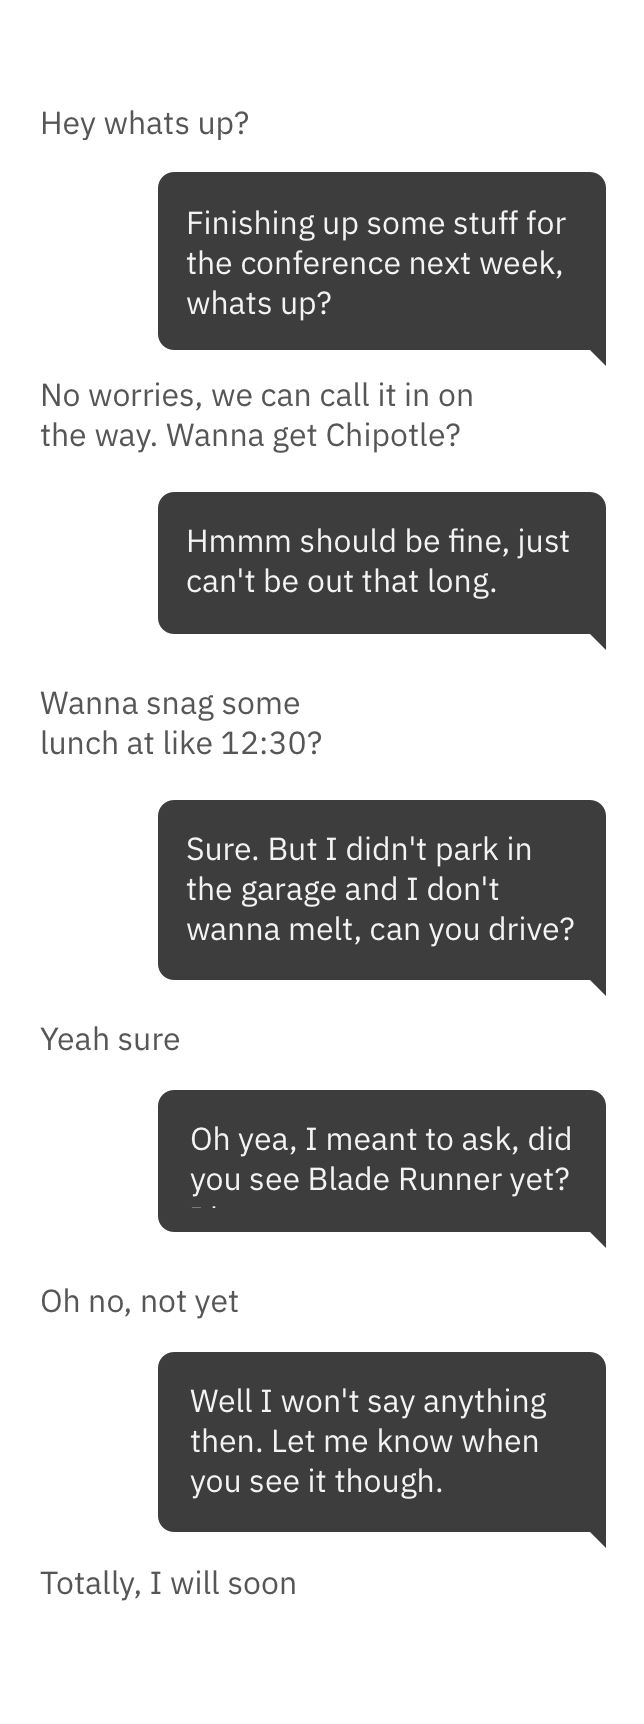 Hey whats up?
Finishing up some stuff for
the conference next week,
whats up?
No worries, we can call it in on
the way. Wanna get Chipotle?
Hmmm should be fine, just
can't be out that long.
Wanna snag some
lunch at like 12:30?
Sure. But I didn't park in
the garage and I don't
wanna melt, can you drive?
Yeah sure
Oh yea, I meant to ask, did
you see Blade Runner yet?
Oh no, not yet
Well I won't say anything
then. Let me know when
you see it though.
Totally, I will soon